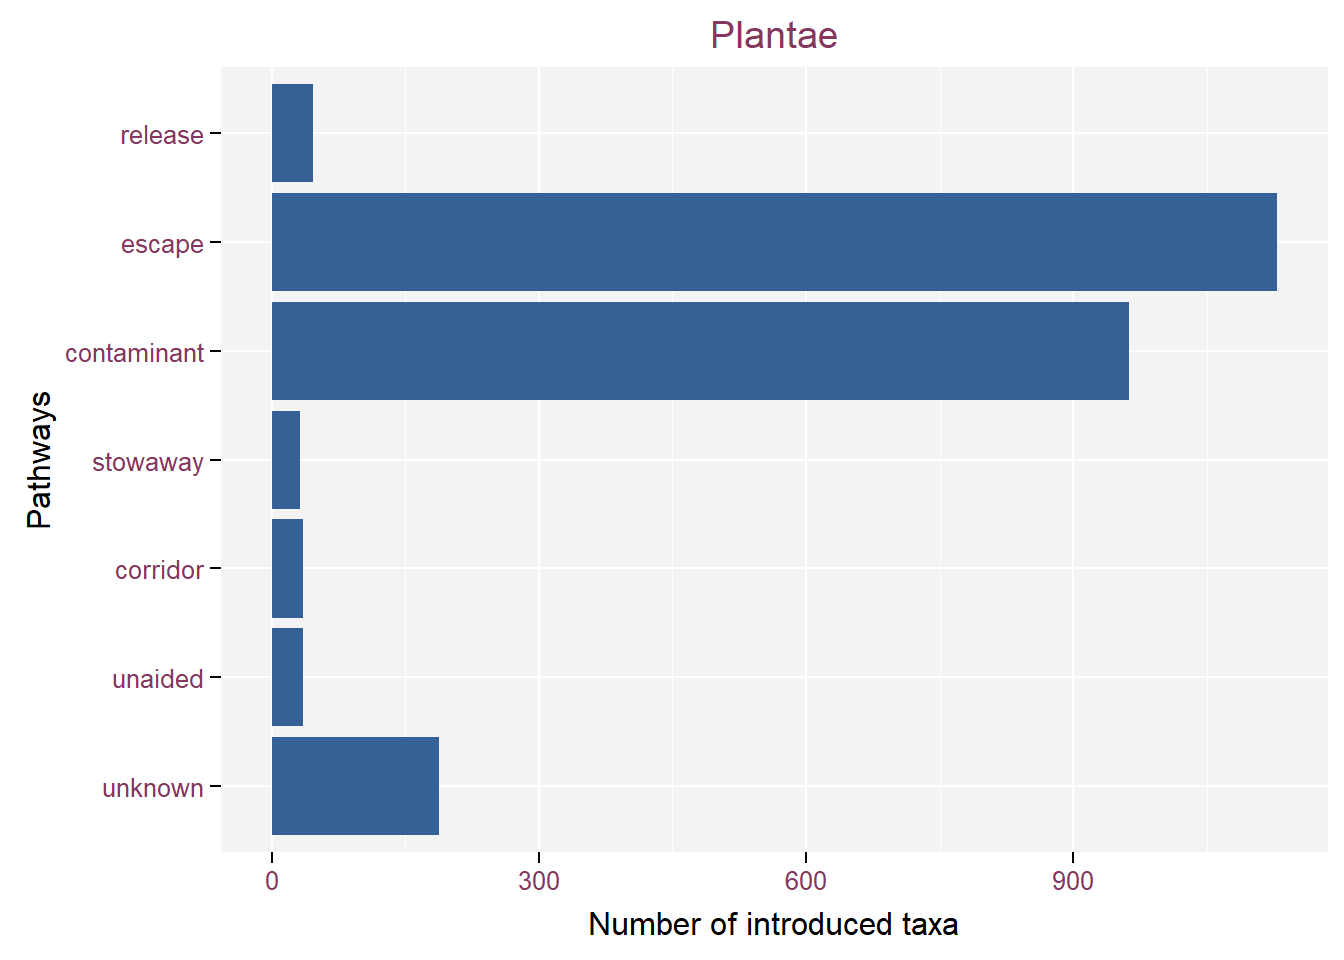 Plantae
release
escape
contaminant
stowaway
corridor
unaided
unknown
Pathways
0 300 600 900
Number of introduced taxa